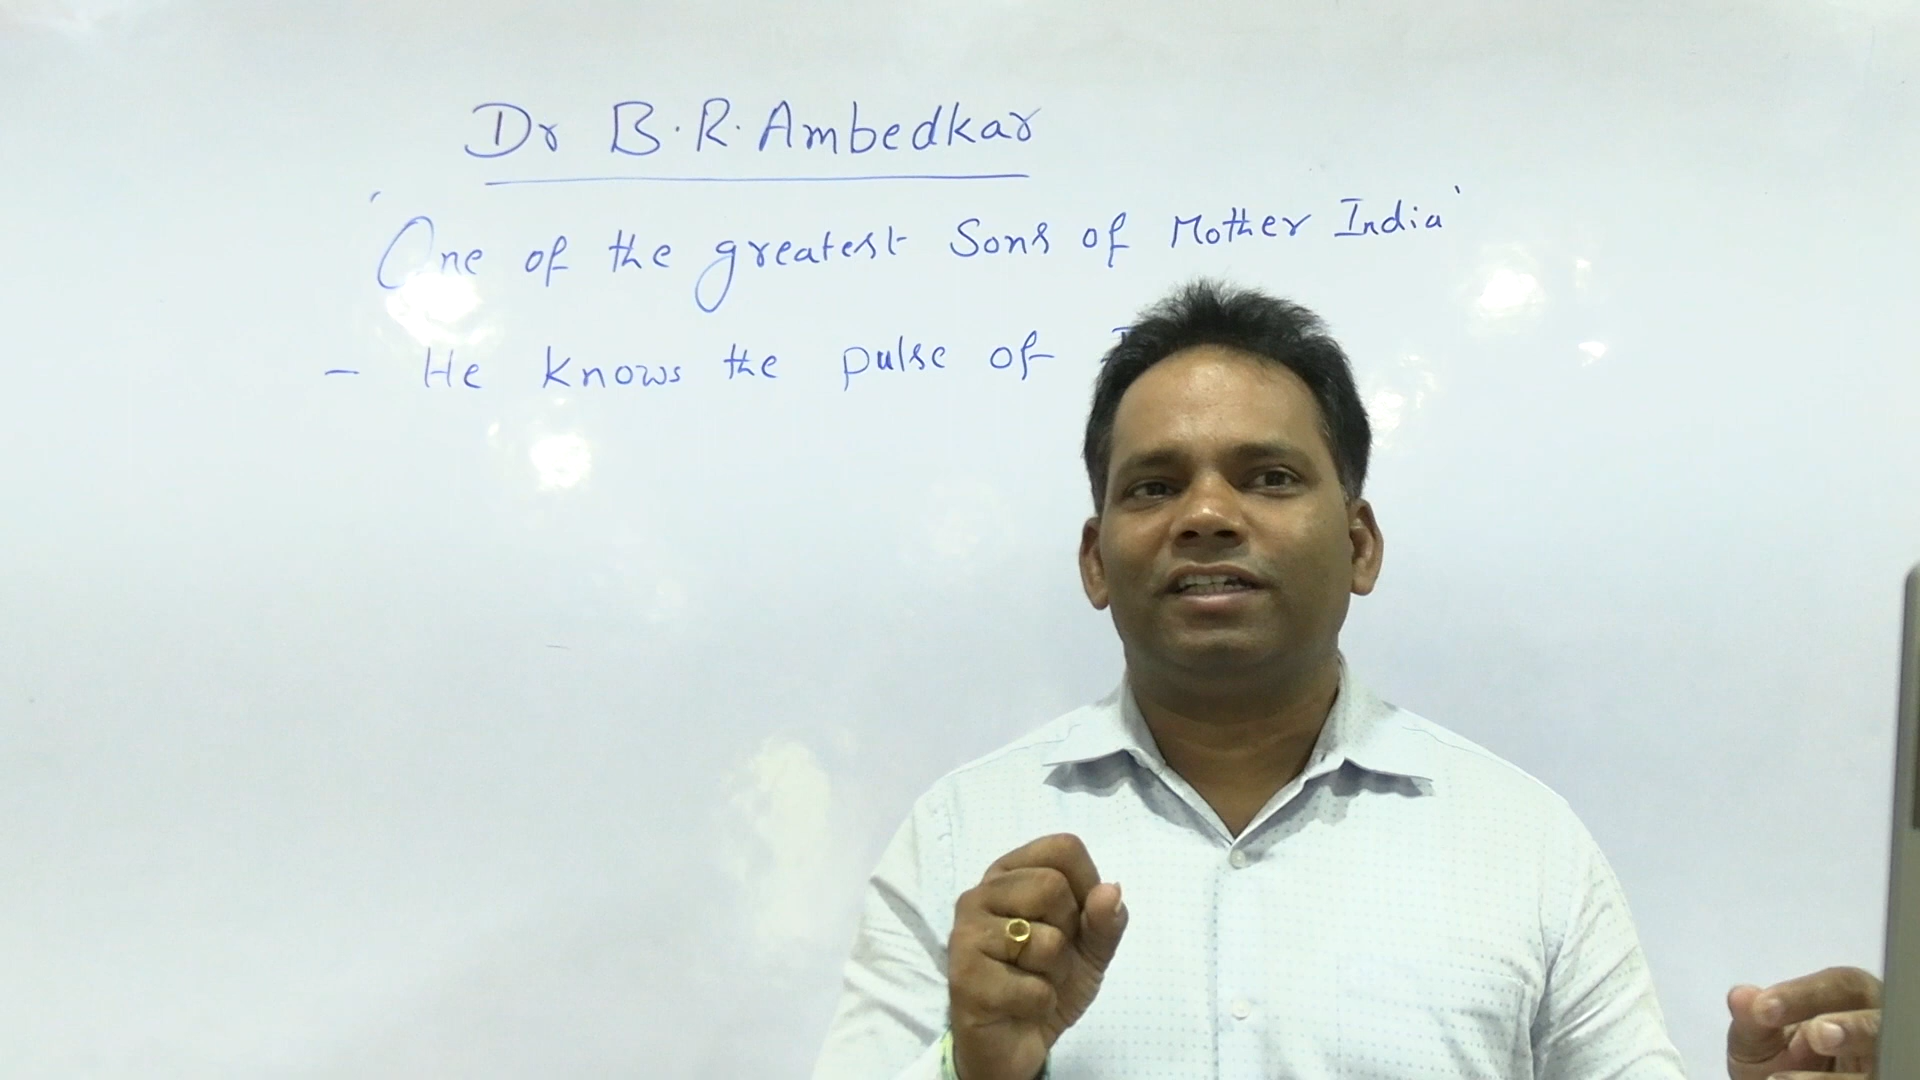 Dr B.R. Ambedkar
'One of the greatest Sons of Mother India'
- He knows the pulse of